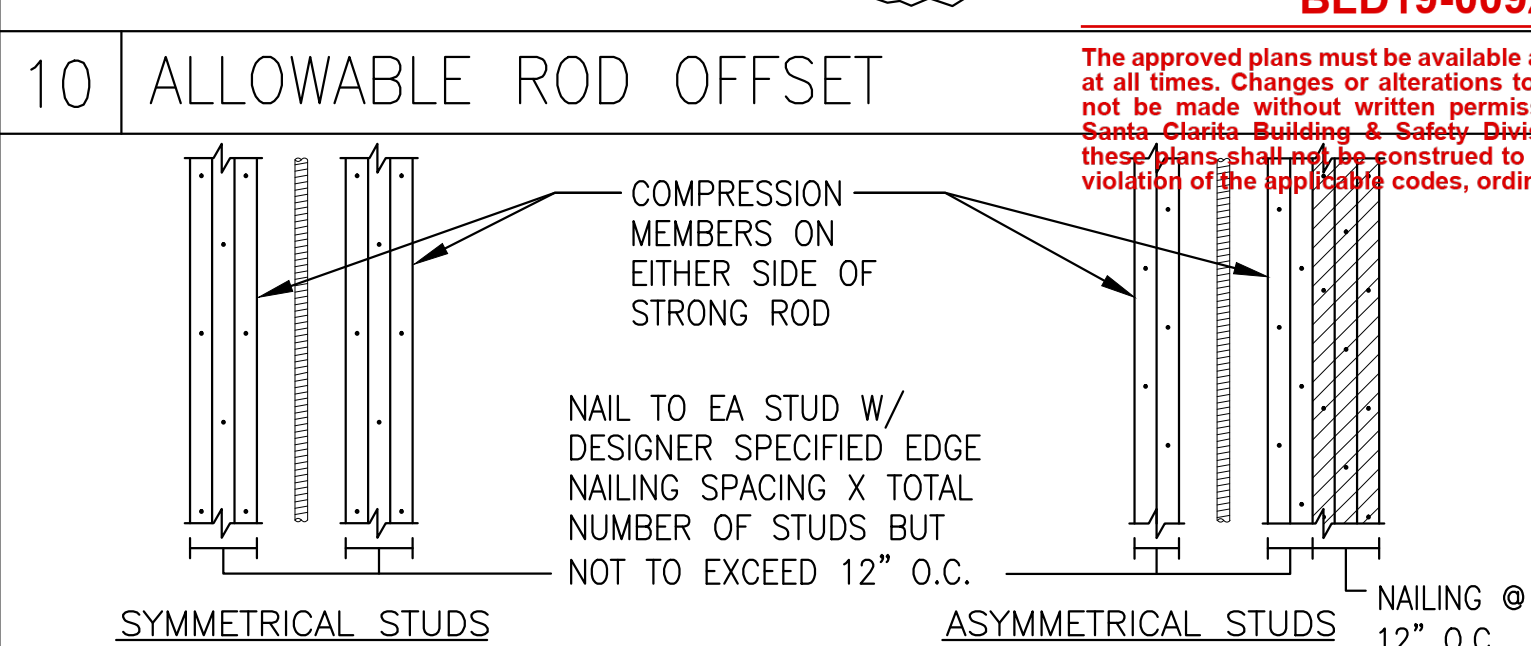 10 ALLOWABLE ROD OFFSET
The approved plans must be available
at all times. Changes or alterations to
not be made without written
Santa Clarita Building & Safety
these plans shall not be construed to
violation of the applicable codes,
COMPRESSION
MEMBERS ON
EITHER SIDE OF
STRONG ROD
NAIL TO EA STUD W/
DESIGNER SPECIFIED EDGE
NAILING SPACING X TOTAL
NUMBER OF STUDS BUT
NOT TO EXCEED 12” O.C.
SYMMETRICAL STUDS
ASYMMETRICAL STUDS
NAILING @
12” O.C.